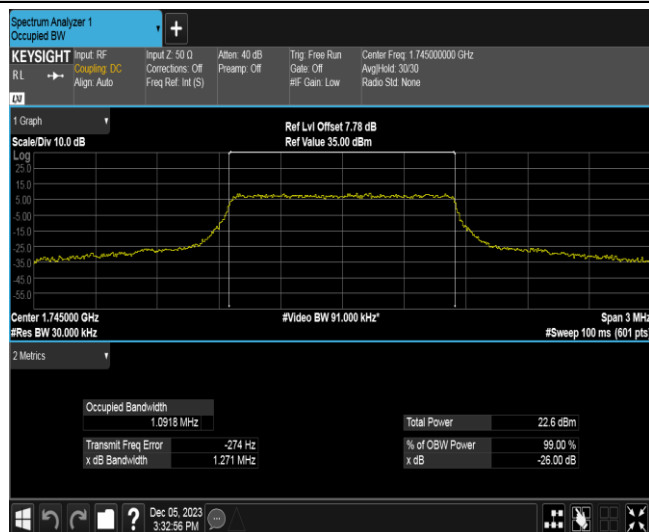 Spectrum Analyzer 1
Occupied BW
+
KEYSIGHT Input: RF Input Z: 50 Ω Atten: 40 dB Trig: Free Run Center Freq: 1.745000000 GHz
RL Coupling: DC Corrections: Off Preamp: Off Gate: Off Avg|Hold: 30/30
Align: Auto Freq Ref: Int (S) #IF Gain: Low Radio Std: None
LXI
1 Graph Ref Lvl Offset 7.78 dB
Scale/Div 10.0 dB Ref Value 35.00 dBm
Log
25.0
15.0
5.00
-5.00
-15.0
-25.0
-35.0
-45.0
-55.0
Center 1.745000 GHz #Video BW 91.000 kHz* Span 3 MHz
#Res BW 30.000 kHz #Sweep 100 ms (601 pts)
2 Metrics
Occupied Bandwidth
1.0918 MHz Total Power 22.6 dBm
Transmit Freq Error -274 Hz % of OBW Power 99.00 %
x dB Bandwidth 1.271 MHz x dB -26.00 dB
? Dec 05, 2023
3:32:56 PM